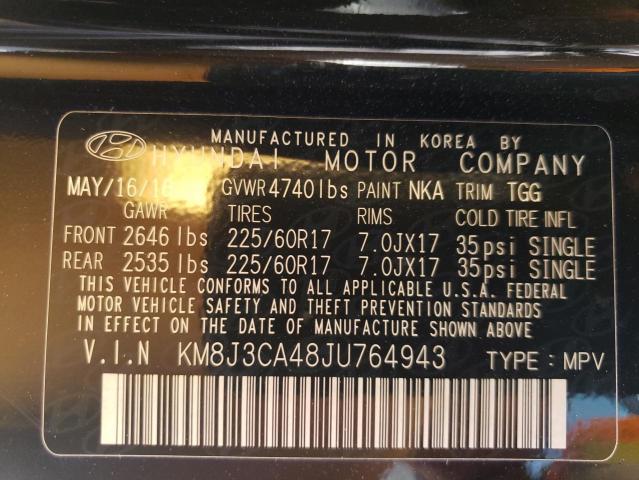 MANUFACTURED IN KOREA BY
HYUNDAI MOTOR COMPANY
MAY/16/18 GVWR 4740lbs PAINT NKA TRIM TGG
GAWR TIRES RIMS COLD TIRE INFL
FRONT 2646 lbs 225/60R17 7.0JX17 35psi SINGLE
REAR 2535 lbs 225/60R17 7.0JX17 35psi SINGLE
THIS VEHICLE CONFORMS TO ALL APPLICABLE U.S.A. FEDERAL
MOTOR VEHICLE SAFETY AND THEFT PREVENTION STANDARDS
IN EFFECT ON THE DATE OF MANUFACTURE SHOWN ABOVE.
V.I.N KM8J3CA48JU764943 TYPE : MPV